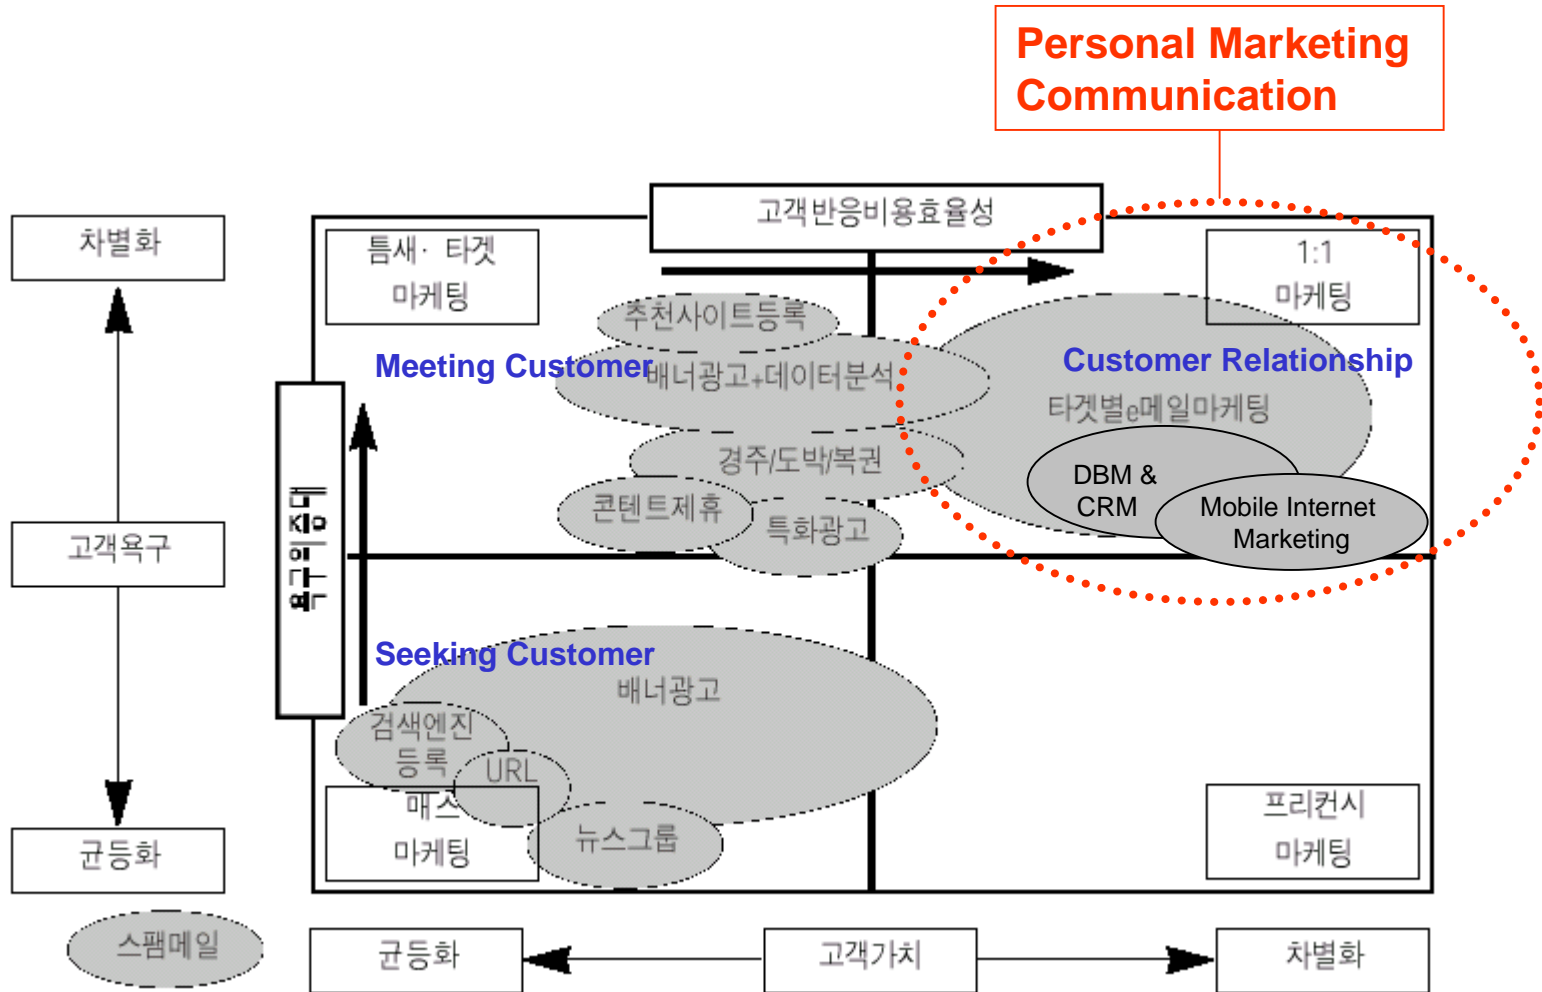 Personal Marketing
Communication
고객반응비용효율성
차별화
틈새· 타겟
마케팅
1:1
마케팅
추천사이트등록
Meeting Customer
배너광고+데이터분석
Customer Relationship
타겟별e메일마케팅
경주/도박/복권
DBM &
CRM
콘텐트제휴
특화광고
Mobile Internet
Marketing
고객욕구
욕구의존대
Seeking Customer
배너광고
검색엔진
등록
URL
매스
마케팅
뉴스그룹
프리컨시
마케팅
균등화
스팸메일
균등화
고객가치
차별화